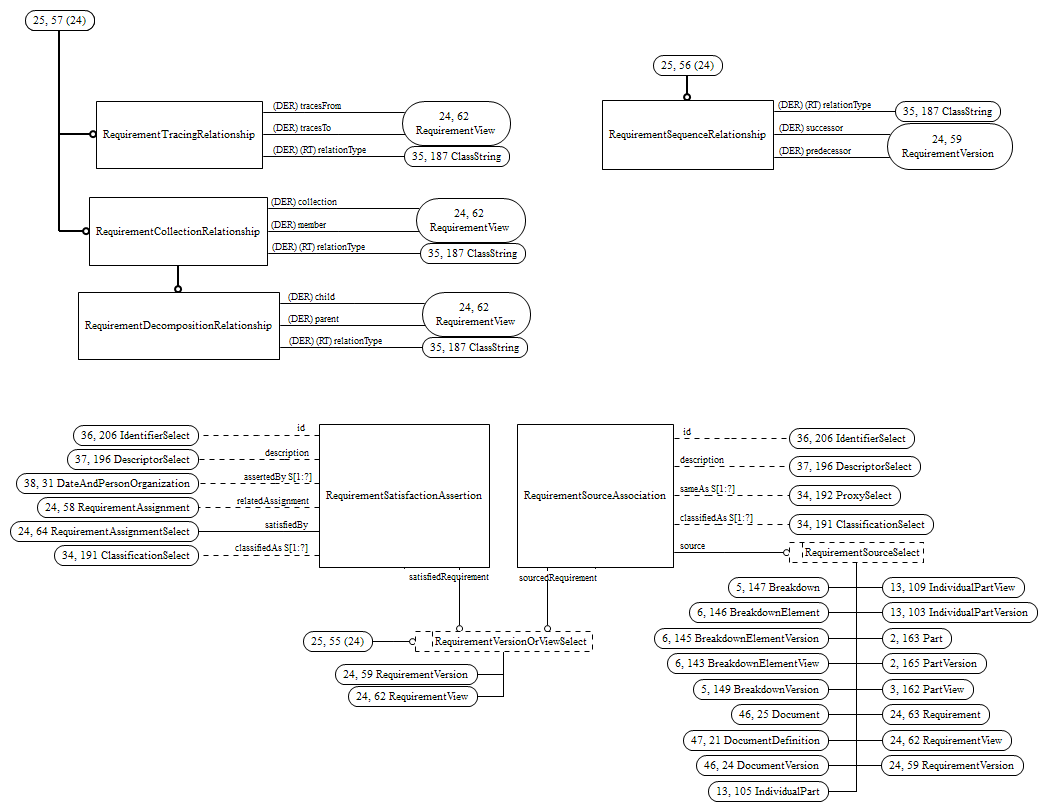 25, 57 (24)
25, 56 (24)
RequirementTracingRelationship
(DER) tracesFrom
(DER) tracesTo
(DER) (RT) relationType
24, 62
RequirementView
35, 187 ClassString
RequirementSequenceRelationship
(DER) (RT) relationType
(DER) successor
(DER) predecessor
35, 187 ClassString
24, 59
RequirementVersion
RequirementCollectionRelationship
(DER) collection
(DER) member
(DER) (RT) relationType
24, 62
RequirementView
35, 187 ClassString
RequirementDecompositionRelationship
(DER) child
(DER) parent
(DER) (RT) relationType
24, 62
RequirementView
35, 187 ClassString
36, 206 IdentifierSelect
id
37, 196 DescriptorSelect
description
38, 31 DateAndPersonOrganization
assertedBy S[1:?]
24, 58 RequirementAssignment
relatedAssignment
24, 64 RequirementAssignmentSelect
satisfiedBy
34, 191 ClassificationSelect
classifiedAs S[1:?]
RequirementSatisfactionAssertion
satisfiedRequirement
RequirementSourceAssociation
sourcedRequirement
id
36, 206 IdentifierSelect
description
37, 196 DescriptorSelect
sameAs S[1:?]
34, 192 ProxySelect
classifiedAs S[1:?]
34, 191 ClassificationSelect
source
RequirementSourceSelect
25, 55 (24)
RequirementVersionOrViewSelect
24, 59 RequirementVersion
24, 62 RequirementView
5, 147 Breakdown
13, 109 IndividualPartView
6, 146 BreakdownElement
13, 103 IndividualPartVersion
6, 145 BreakdownElementVersion
2, 163 Part
6, 143 BreakdownElementView
2, 165 PartVersion
5, 149 BreakdownVersion
3, 162 PartView
46, 25 Document
24, 63 Requirement
47, 21 DocumentDefinition
24, 62 RequirementView
46, 24 DocumentVersion
24, 59 RequirementVersion
13, 105 IndividualPart